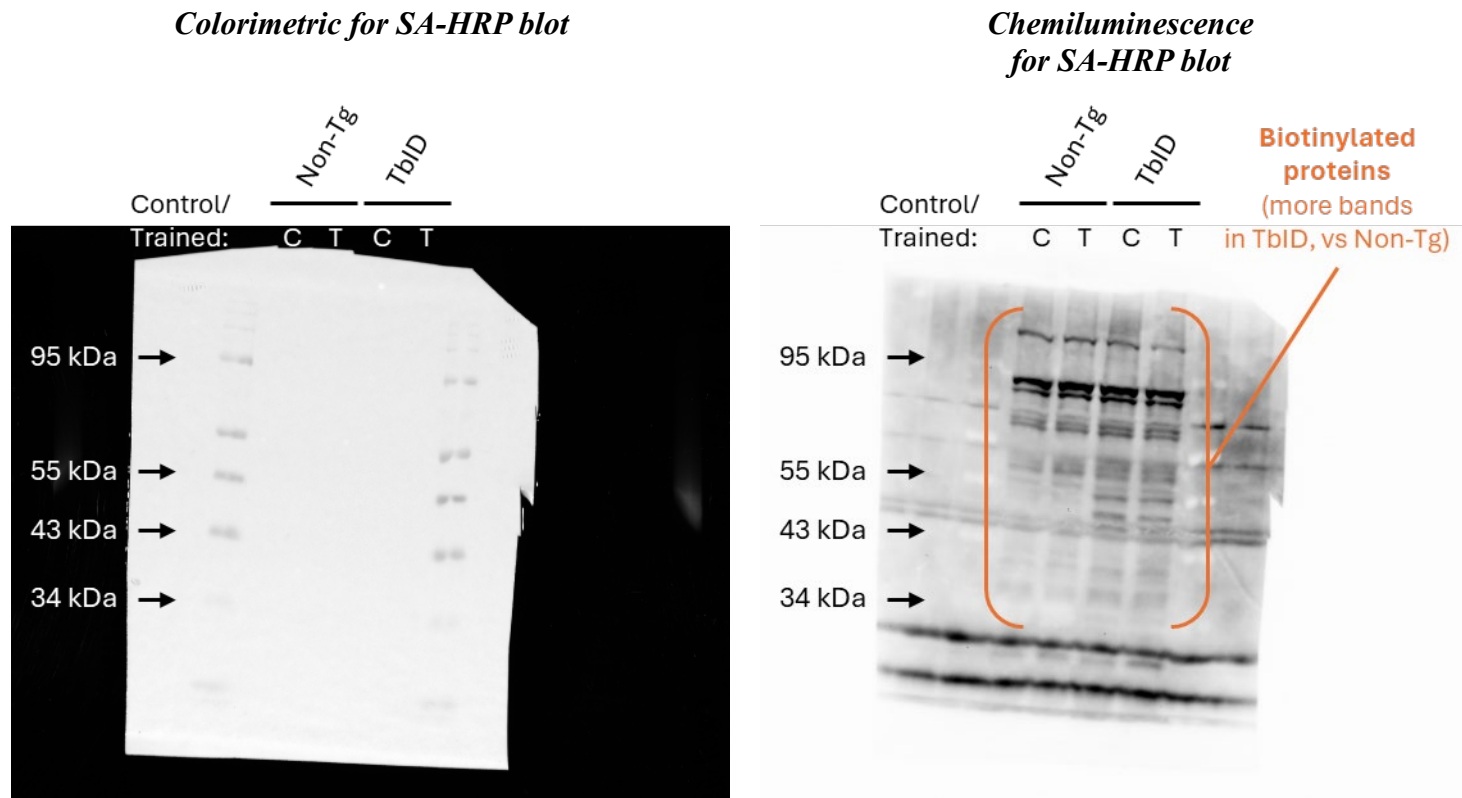 Colorimetric for SA-HRP blot
Non-Tg
TbID
Control/
Trained: C T C T
95 kDa
55 kDa
43 kDa
34 kDa
Chemiluminescence
for SA-HRP blot
Non-Tg
TbID
Control/
Trained: C T C T
95 kDa
55 kDa
43 kDa
34 kDa
Biotinylated
proteins
(more bands
in TbID, vs Non-Tg)